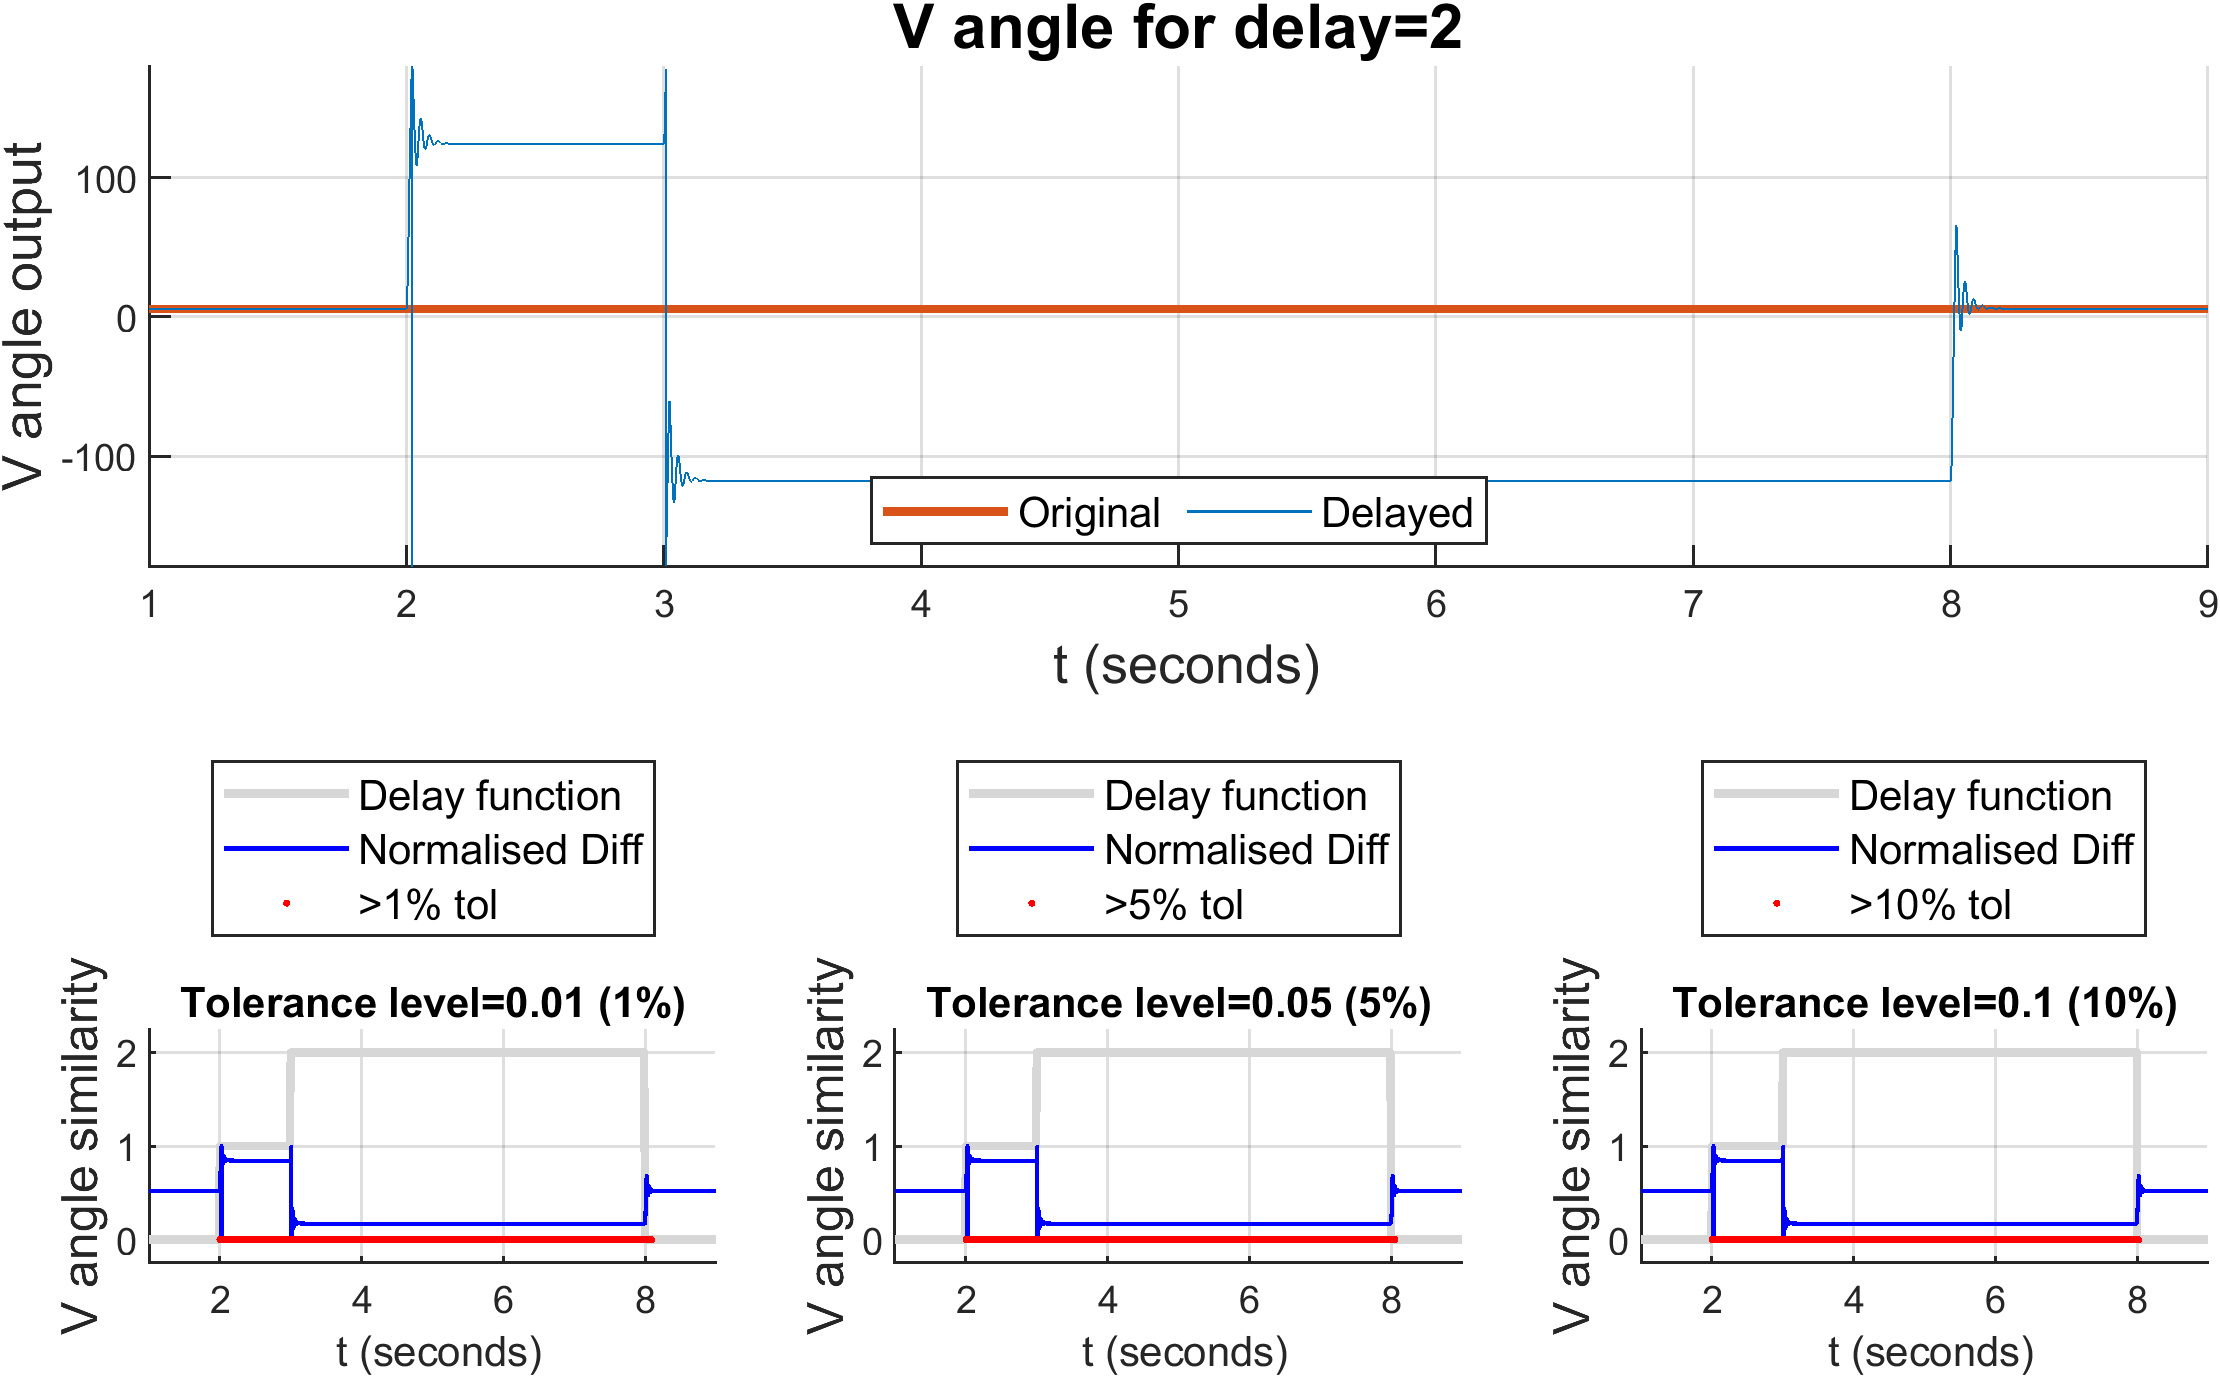 V angle for delay=2
V angle output
100
0
-100
Original Delayed
1 2 3 4 5 6 7 8 9
t (seconds)
Delay function
Normalised Diff
>1% tol
Delay function
Normalised Diff
>5% tol
Delay function
Normalised Diff
>10% tol
Tolerance level=0.01 (1%)
V angle similarity
2
1
0
2 4 6 8
t (seconds)
Tolerance level=0.05 (5%)
V angle similarity
2
1
0
2 4 6 8
t (seconds)
Tolerance level=0.1 (10%)
V angle similarity
2
1
0
2 4 6 8
t (seconds)